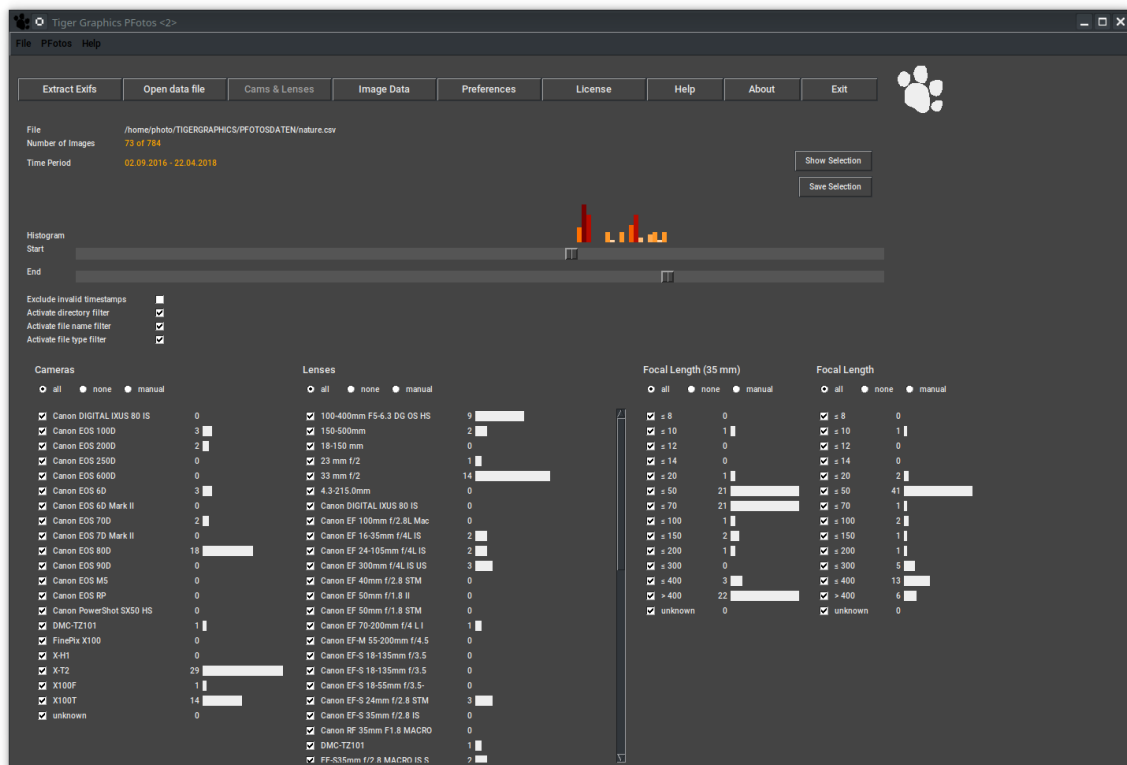 Tiger Graphics PFotos <2>
File PFotos Help
Extract Exifs Open data file Cams & Lenses Image Data Preferences License Help About Exit
File /home/photo/TIGERGRAPHICS/PFOTOSDATEN/nature.csv
Number of Images 73 of 784
Time Period 02.09.2016 - 22.04.2018
Show Selection
Save Selection
Histogram
Start
End
Exclude invalid timestamps
Activate directory filter
Activate file name filter
Activate file type filter
Cameras
all none manual
Canon DIGITAL IXUS 80 IS 0
Canon EOS 100D 3
Canon EOS 200D 2
Canon EOS 250D 0
Canon EOS 600D 0
Canon EOS 6D 3
Canon EOS 6D Mark II 0
Canon EOS 70D 2
Canon EOS 7D Mark II 0
Canon EOS 80D 18
Canon EOS 90D 0
Canon EOS M5 0
Canon EOS RP 0
Canon PowerShot SX50 HS 0
DMC-TZ101 1
FinePix X100 0
X-H1 0
X-T2 29
X100F 1
X100T 14
unknown 0
Lenses
all none manual
100-400mm F5-6.3 DG OS HS 9
150-500mm 2
18-150 mm 0
23 mm f/2 1
33 mm f/2 14
4.3-215.0mm 0
Canon DIGITAL IXUS 80 IS 0
Canon EF 100mm f/2.8L Mac 0
Canon EF 16-35mm f/4L IS 2
Canon EF 24-105mm f/4L IS 2
Canon EF 300mm f/4L IS US 3
Canon EF 40mm f/2.8 STM 0
Canon EF 50mm f/1.8 II 0
Canon EF 50mm f/1.8 STM 0
Canon EF 70-200mm f/4 L I 1
Canon EF-M 55-200mm f/4.5 0
Canon EF-S 18-135mm f/3.5 0
Canon EF-S 18-135mm f/3.5 0
Canon EF-S 18-55mm f/3.5- 0
Canon EF-S 24mm f/2.8 STM 3
Canon EF-S 35mm f/2.8 IS 0
Canon RF 35mm F1.8 MACRO 0
DMC-TZ101 1
EF-S35mm f/2.8 MACRO IS S 2
Focal Length (35 mm)
all none manual
≤ 8 0
≤ 10 1
≤ 12 0
≤ 14 0
≤ 20 1
≤ 50 21
≤ 70 21
≤ 100 1
≤ 150 2
≤ 200 1
≤ 300 0
≤ 400 3
> 400 22
unknown 0
Focal Length
all none manual
≤ 8 0
≤ 10 1
≤ 12 0
≤ 14 0
≤ 20 2
≤ 50 41
≤ 70 1
≤ 100 2
≤ 150 1
≤ 200 1
≤ 300 5
≤ 400 13
> 400 6
unknown 0